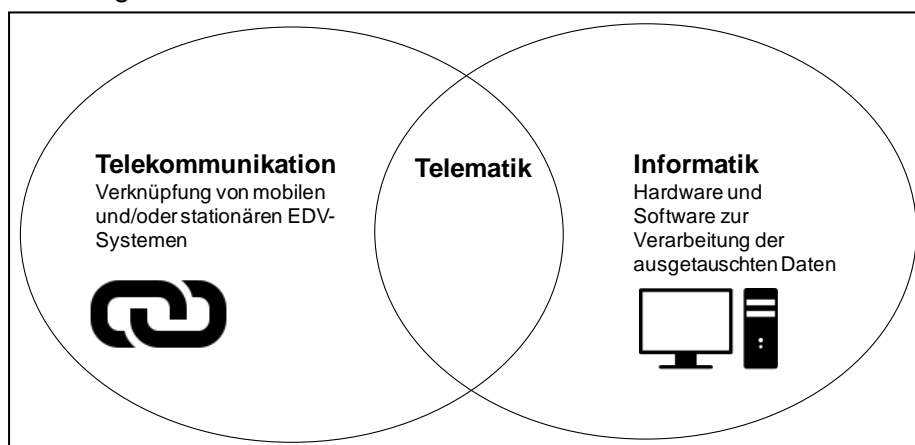 Telekommunikation
Verknüpfung von mobilen
und/oder stationären EDV-
Systemen
Telematik
Informatik
Hardware und
Software zur
Verarbeitung der
ausgetauschten Daten